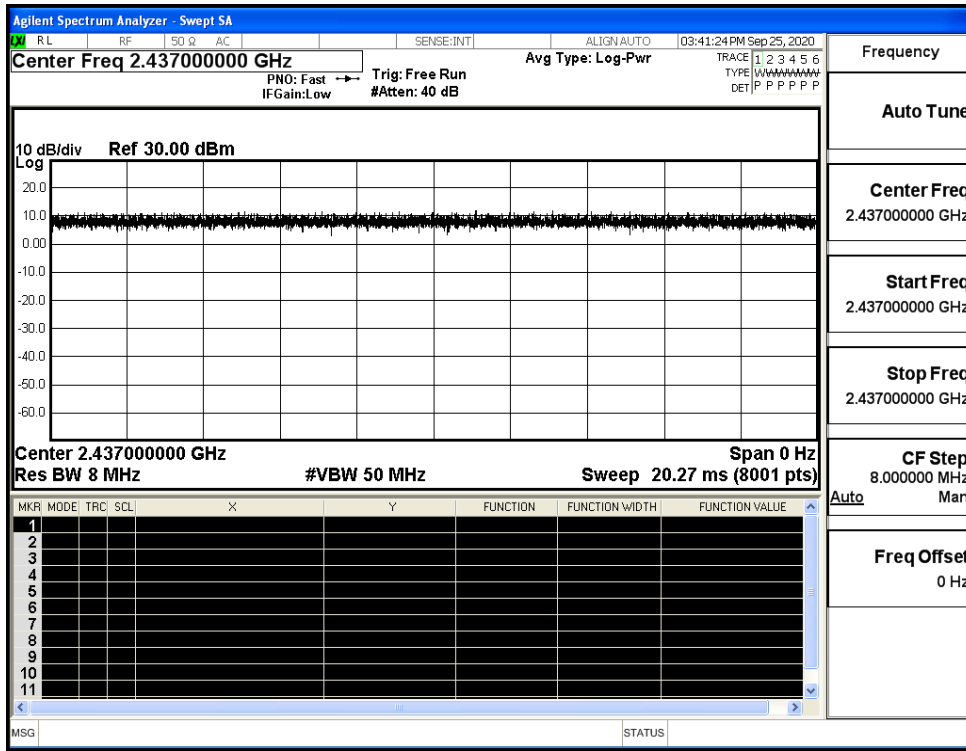 Agilent Spectrum Analyzer - Swept SA
LXI RL RF 50 Ω AC SENSE:INT ALIGN AUTO 03:41:24 PM Sep 25, 2020
Center Freq 2.437000000 GHz
Avg Type: Log-Pwr
TRACE 1 2 3 4 5 6
PNO: Fast
Trig: Free Run
TYPE
IFGain:Low
#Atten: 40 dB
DET P P P P P P
10 dB/div
Ref 30.00 dBm
Log
20.0
10.0
0.00
-10.0
-20.0
-30.0
-40.0
-50.0
-60.0
Center 2.437000000 GHz
Span 0 Hz
Res BW 8 MHz
#VBW 50 MHz
Sweep 20.27 ms (8001 pts)
MKR MODE TRC SCL X Y FUNCTION FUNCTION WIDTH FUNCTION VALUE
1
2
3
4
5
6
7
8
9
10
11
MSG
STATUS
Frequency
Auto Tune
Center Freq
2.437000000 GHz
Start Freq
2.437000000 GHz
Stop Freq
2.437000000 GHz
CF Step
8.000000 MHz
Auto Man
Freq Offset
0 Hz